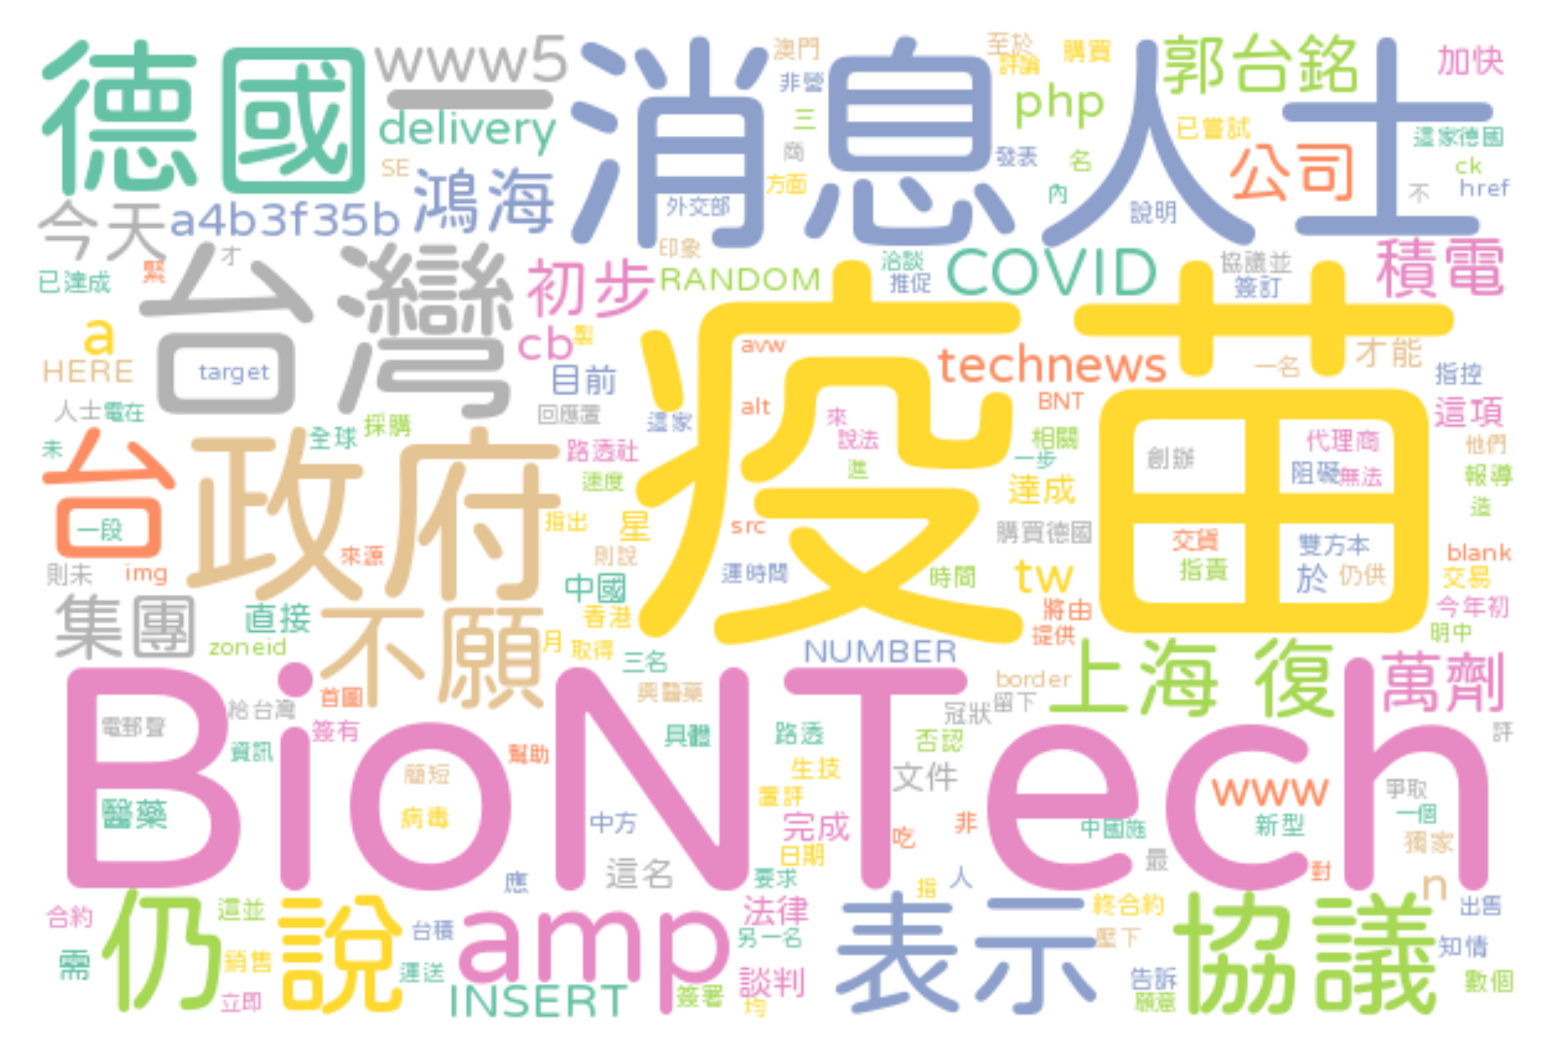 德國
www5
消息人士
澳門
至於
評論
購買
郭台銘
加快
非營
php
delivery
三
已嘗試
這家德國
SE
鴻海
商
發表
名
公司
ck
方面
內
不
href
今天
a4b3f35b
外交部
說明
才
印象
已達成
緊
台灣
初步
RANDOM
洽談
推促
COVID
協議並
簽訂
積電
a
cb
製
avw
technews
一名
才能
HERE
target
目前
指控
人士
電在
alt
BNT
回應置
這家
來
說法
進
疫苗
這項
未
全球
採購
相關
一步
創辦
代理商
他們
台
政府
路透社
阻礙
無法
報導
速度
達成
造
一段
指出
星
src
購買德國
交貨
雙方本
來源
則說
blank
則未
img
中國
運時間
時間
tw
指責
於
仍供
交易
集團
直接
不願
香港
將由
今年初
zoneid
月
取得
提供
明中
NUMBER
三名
上海 復
萬劑
首圖
興醫藥
border
留下
BioNTech
給台灣
冠狀
電郵聲
簽有
具體
路透
否認
評
資訊
幫助
簡短
生技
文件
www
爭取
置評
醫藥
病毒
中方
完成
吃
非
中國施
新型
一個
日期
最
獨家
這名
應
要求
指
人
對
n
合約
這並
仍
說
amp
法律
表示
終合約
協議
出售
台積
另一名
壓下
需
銷售
運送
談判
知情
告訴
數個
立即
INSERT
簽署
均
願意